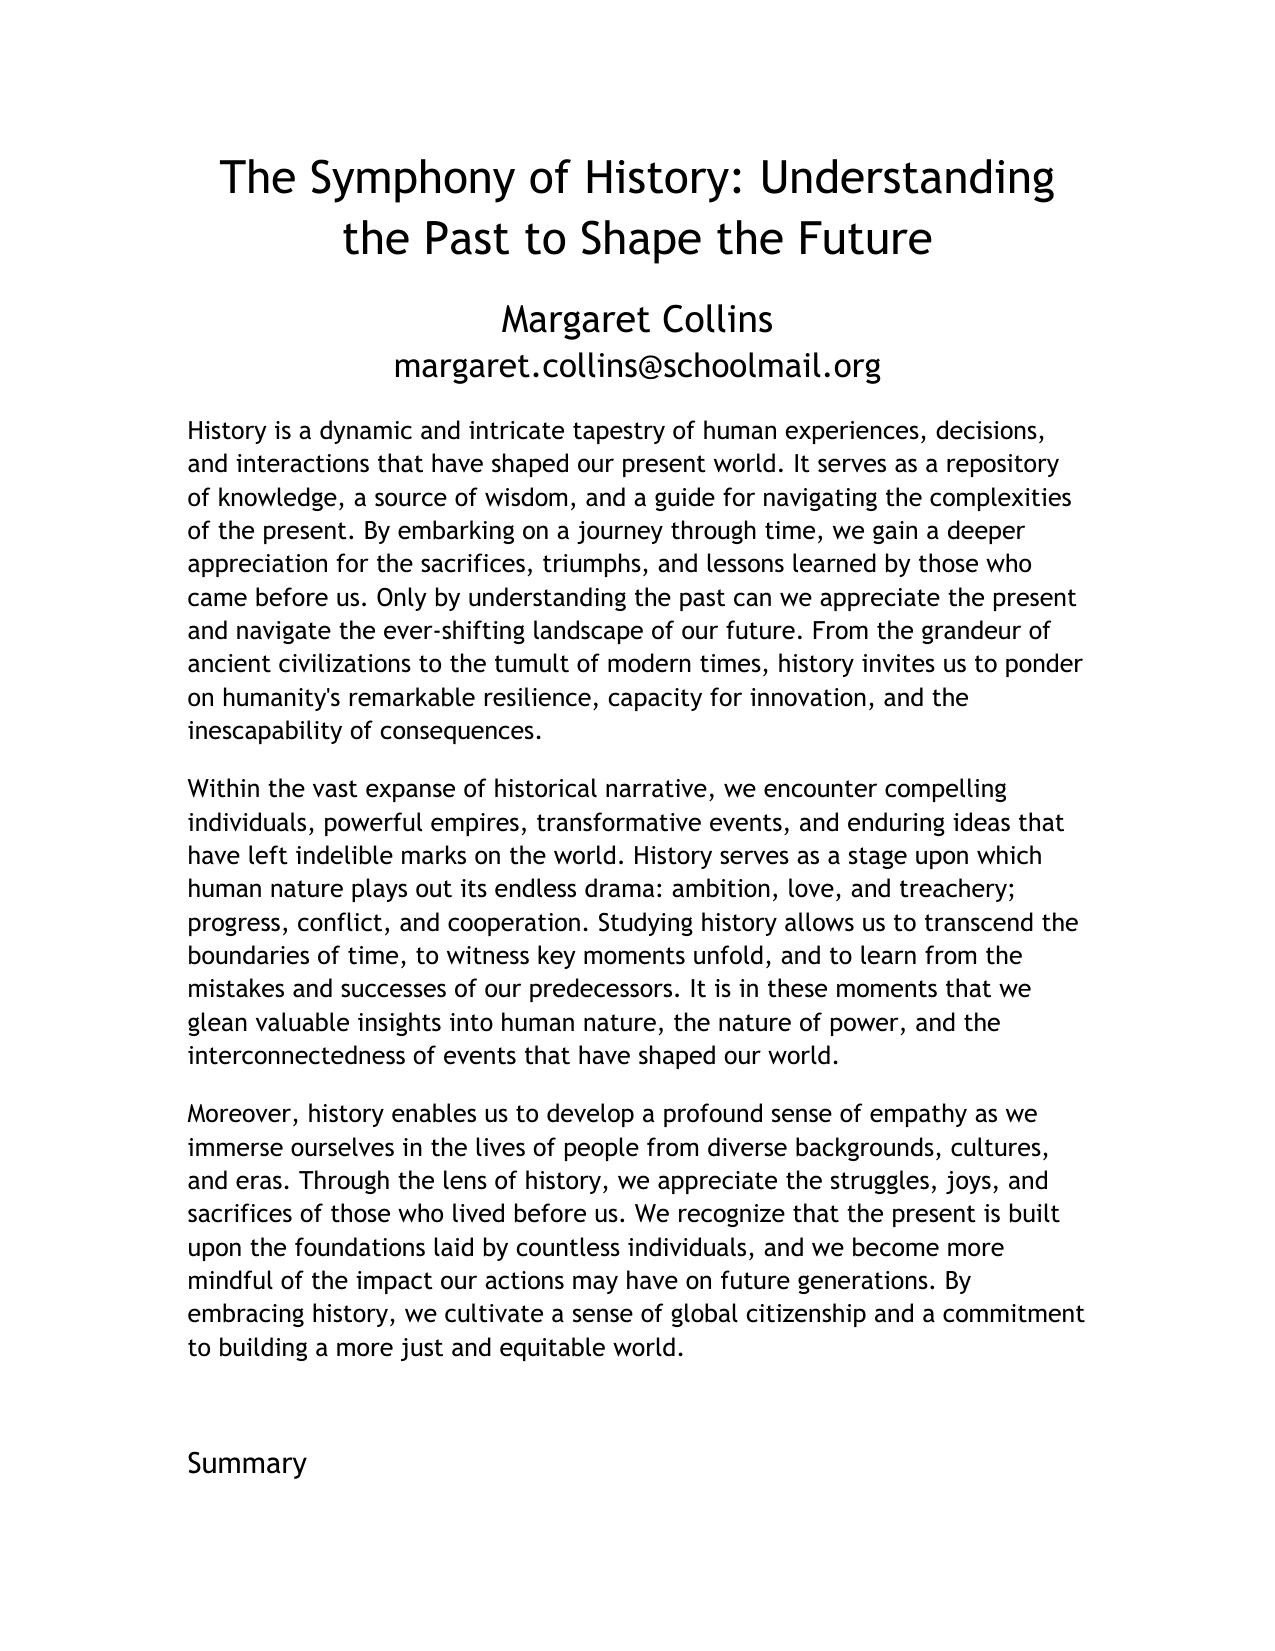 The Symphony of History: Understanding
the Past to Shape the Future
Margaret Collins
margaret.collins@schoolmail.org
History is a dynamic and intricate tapestry of human experiences, decisions,
and interactions that have shaped our present world. It serves as a repository
of knowledge, a source of wisdom, and a guide for navigating the complexities
of the present. By embarking on a journey through time, we gain a deeper
appreciation for the sacrifices, triumphs, and lessons learned by those who
came before us. Only by understanding the past can we appreciate the present
and navigate the ever-shifting landscape of our future. From the grandeur of
ancient civilizations to the tumult of modern times, history invites us to ponder
on humanity's remarkable resilience, capacity for innovation, and the
inescapability of consequences.
Within the vast expanse of historical narrative, we encounter compelling
individuals, powerful empires, transformative events, and enduring ideas that
have left indelible marks on the world. History serves as a stage upon which
human nature plays out its endless drama: ambition, love, and treachery;
progress, conflict, and cooperation. Studying history allows us to transcend the
boundaries of time, to witness key moments unfold, and to learn from the
mistakes and successes of our predecessors. It is in these moments that we
glean valuable insights into human nature, the nature of power, and the
interconnectedness of events that have shaped our world.
Moreover, history enables us to develop a profound sense of empathy as we
immerse ourselves in the lives of people from diverse backgrounds, cultures,
and eras. Through the lens of history, we appreciate the struggles, joys, and
sacrifices of those who lived before us. We recognize that the present is built
upon the foundations laid by countless individuals, and we become more
mindful of the impact our actions may have on future generations. By
embracing history, we cultivate a sense of global citizenship and a commitment
to building a more just and equitable world.
Summary